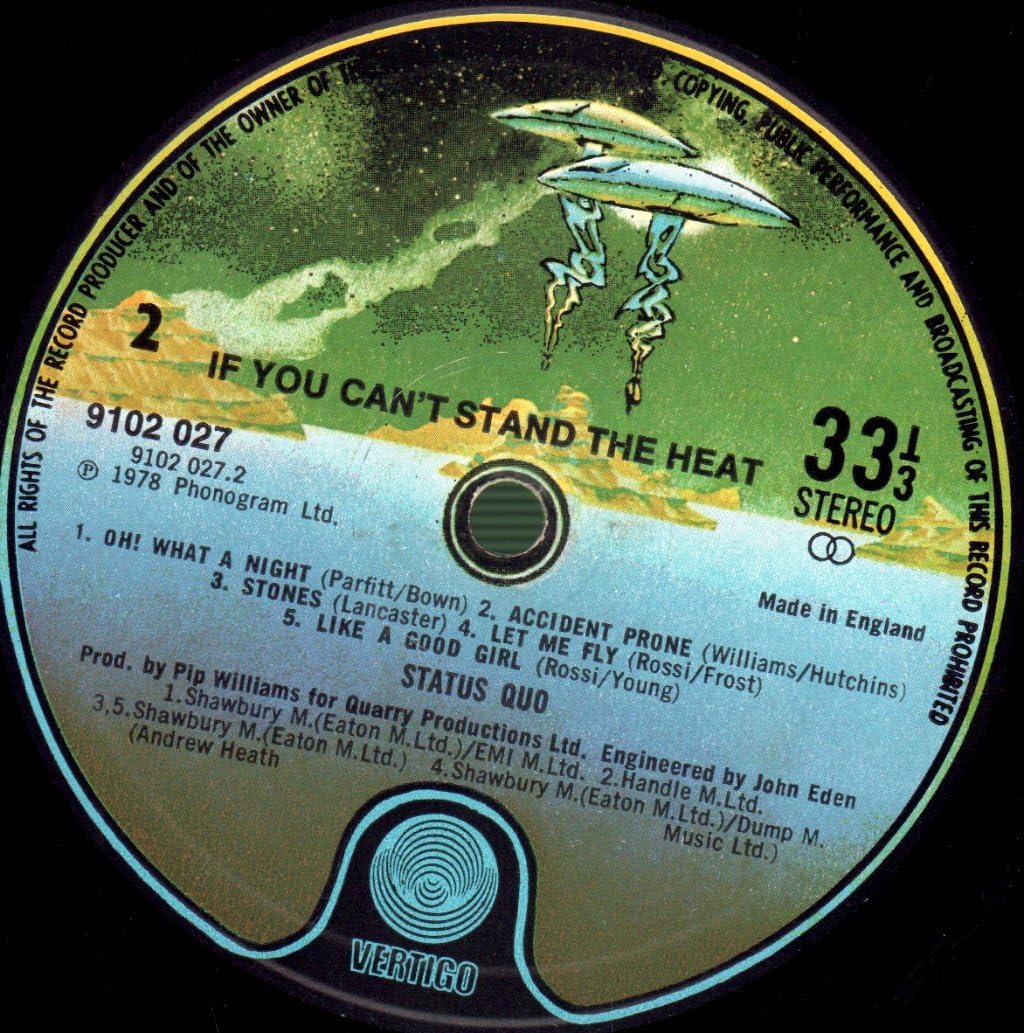 ALL RIGHTS OF THE RECORD PRODUCER AND OF THE OWNER OF
COPYING, PUBLIC PERFORMANCE AND BROADCASTING OF THIS RECORD PROHIBITED
2
IF YOU CAN'T STAND THE HEAT
9102 027
9102 027.2
℗ 1978 Phonogram Ltd.
33 1/3
STEREO
Made in England
1. OH! WHAT A NIGHT (Parfitt/Bown) 2. ACCIDENT PRONE (Williams/Hutchins)
3. STONES (Lancaster) 4. LET ME FLY (Rossi/Frost)
5. LIKE A GOOD GIRL (Rossi/Young)
STATUS QUO
Prod. by Pip Williams for Quarry Productions Ltd. Engineered by John Eden
1.Shawbury M.(Eaton M.Ltd.)/EMI M.Ltd. 2.Handle M.Ltd.
3,5.Shawbury M.(Eaton M.Ltd.) 4.Shawbury M.(Eaton M.Ltd.)/Dump M.
(Andrew Heath Music Ltd.)
VERTIGO